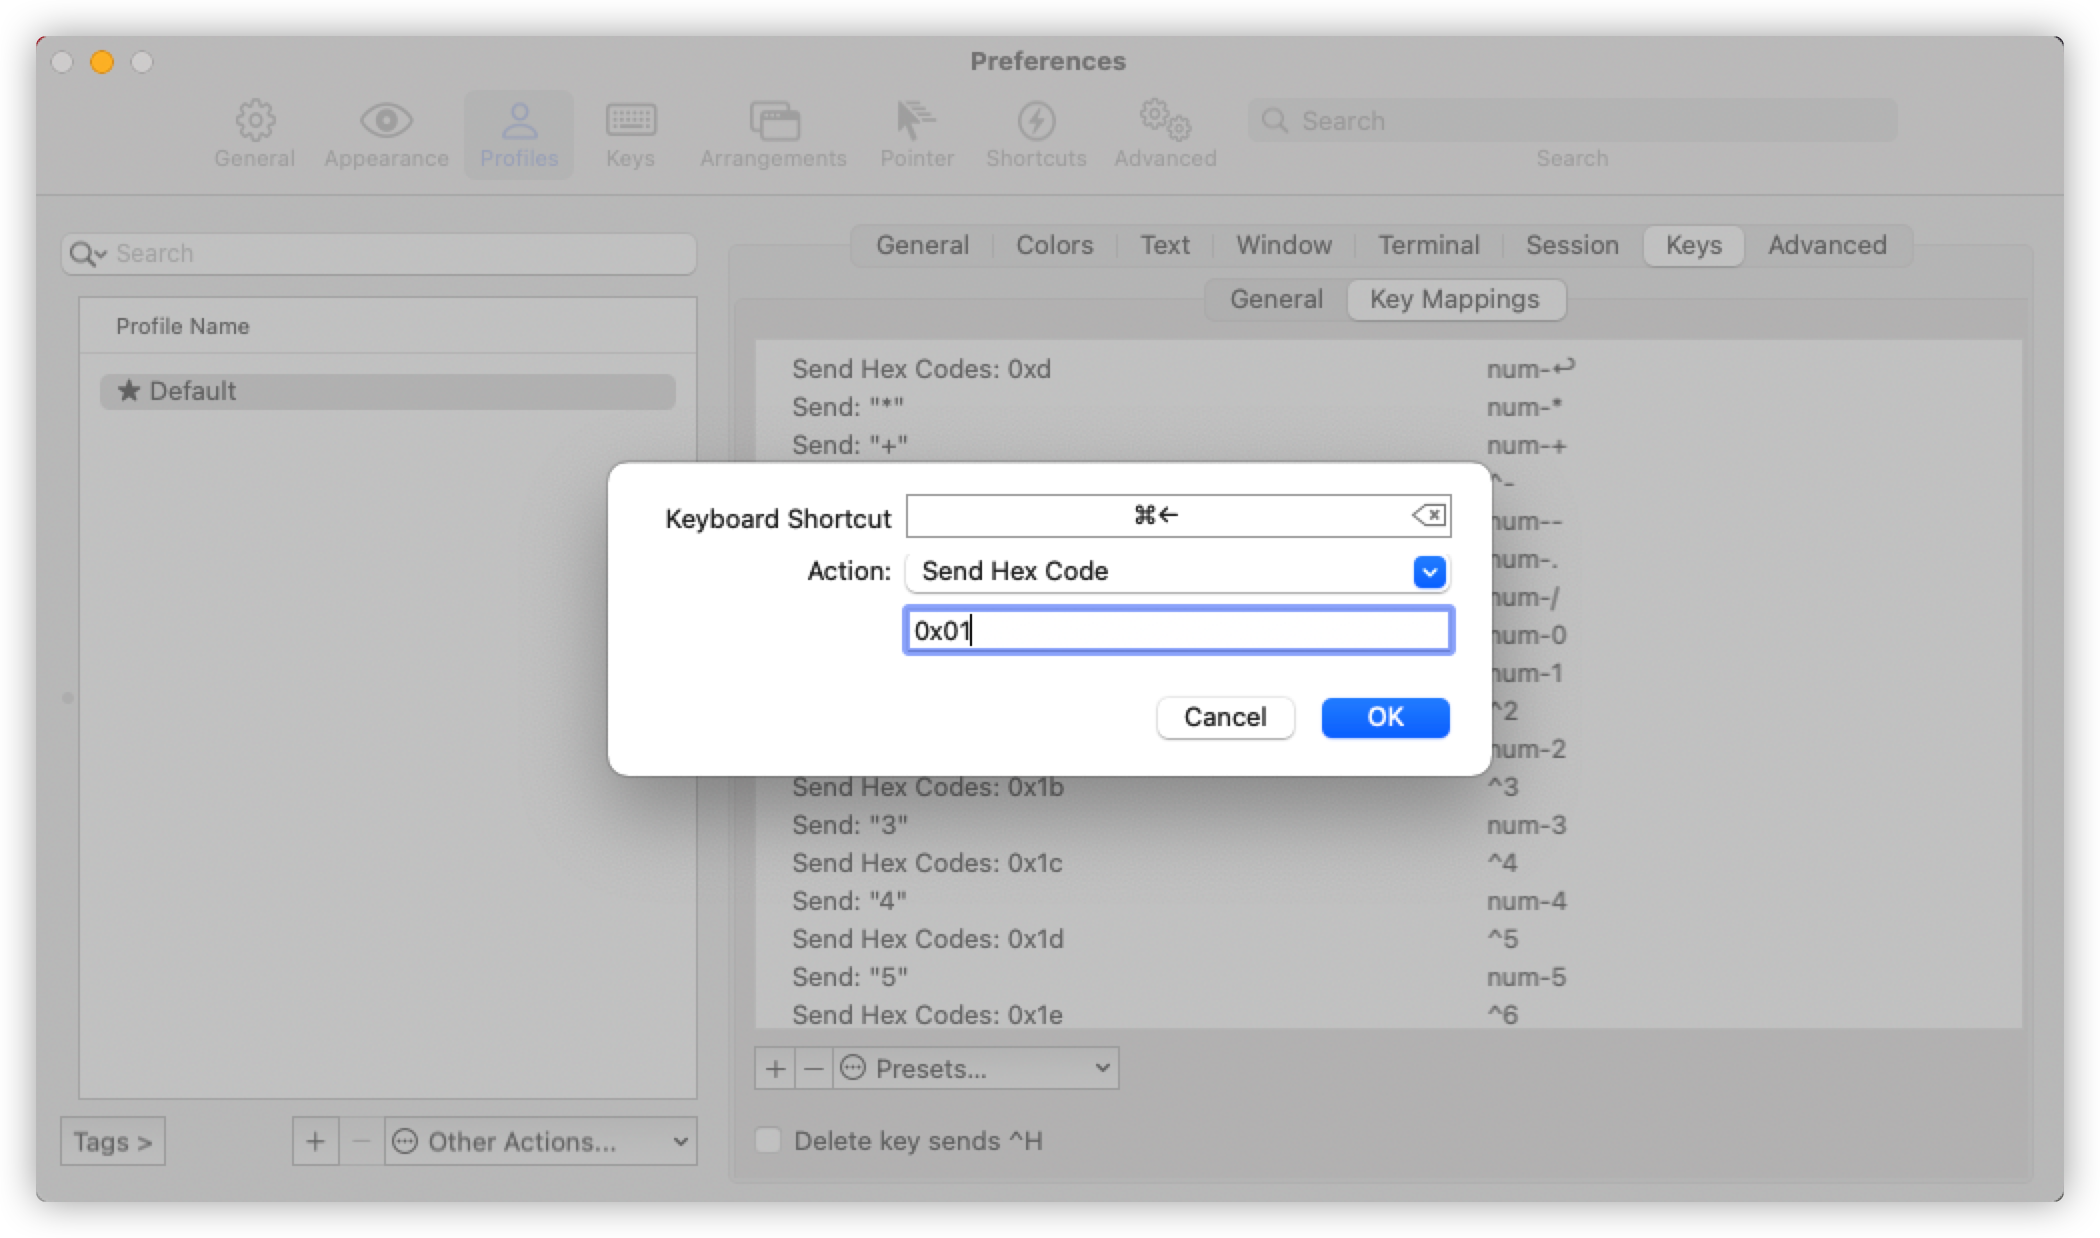 Preferences
General
Appearance
Profiles
Keys
Arrangements
Pointer
Shortcuts
Advanced
Search
Search
Search
Profile Name
★ Default
Tags >
+
−
Other Actions...
General
Colors
Text
Window
Terminal
Session
Keys
Advanced
General
Key Mappings
Send Hex Codes: 0xd num-↩
Send: "*" num-*
Send: "+" num-+
^-
num--
num-.
num-/
num-0
num-1
^2
num-2
Send Hex Codes: 0x1b ^3
Send: "3" num-3
Send Hex Codes: 0x1c ^4
Send: "4" num-4
Send Hex Codes: 0x1d ^5
Send: "5" num-5
Send Hex Codes: 0x1e ^6
+
−
Presets...
Delete key sends ^H
Keyboard Shortcut ⌘←
Action: Send Hex Code
0x01
Cancel
OK